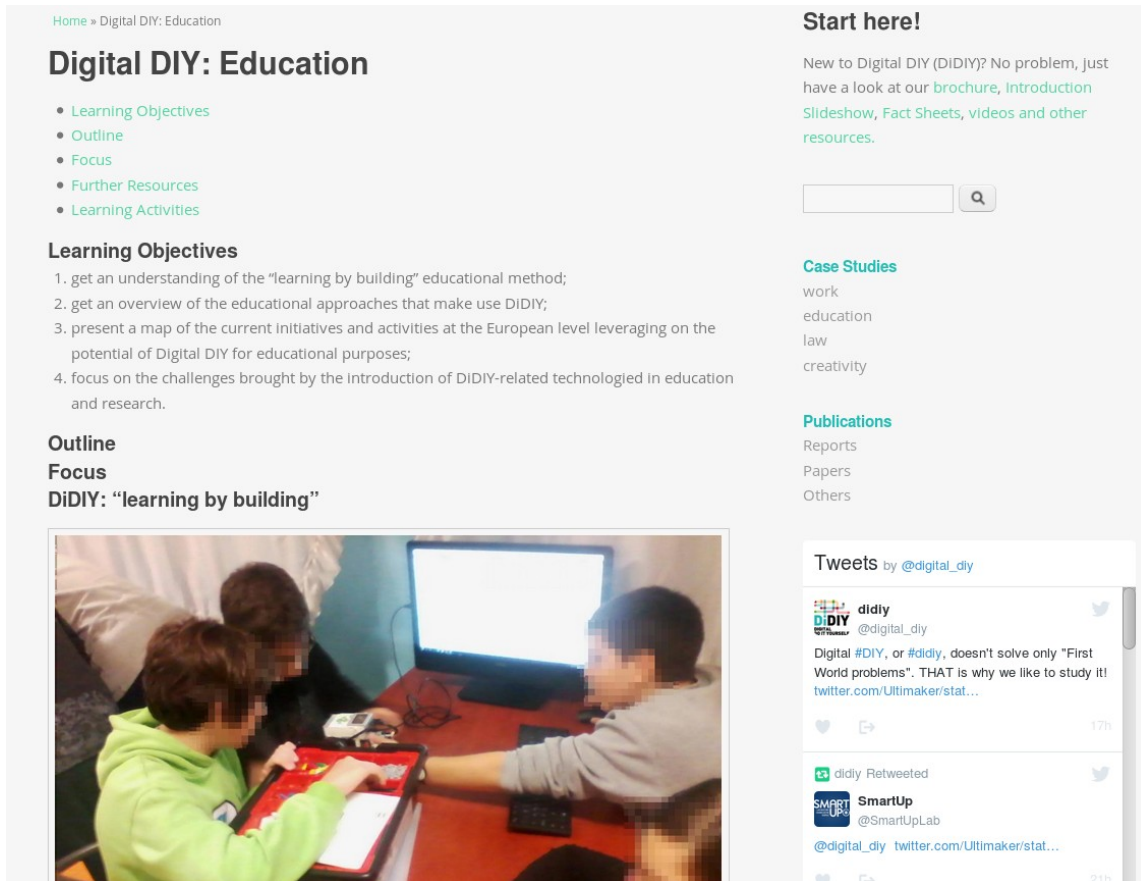 Home » Digital DIY: Education
Digital DIY: Education
Learning Objectives
Outline
Focus
Further Resources
Learning Activities
Learning Objectives
1. get an understanding of the “learning by building” educational method;
2. get an overview of the educational approaches that make use DiDIY;
3. present a map of the current initiatives and activities at the European level leveraging on the
potential of Digital DIY for educational purposes;
4. focus on the challenges brought by the introduction of DiDIY-related technologied in education
and research.
Outline
Focus
DiDIY: “learning by building”
Start here!
New to Digital DIY (DiDIY)? No problem, just
have a look at our brochure, Introduction
Slideshow, Fact Sheets, videos and other
resources.
Case Studies
work
education
law
creativity
Publications
Reports
Papers
Others
Tweets by @digital_diy
DiDIY
DIGITAL
DO IT YOURSELF
didiy
@digital_diy
Digital #DIY, or #didiy, doesn't solve only "First
World problems". THAT is why we like to study it!
twitter.com/Ultimaker/stat…
17h
didiy Retweeted
SMART
UP
SmartUp
@SmartUpLab
@digital_diy twitter.com/Ultimaker/stat…
21h